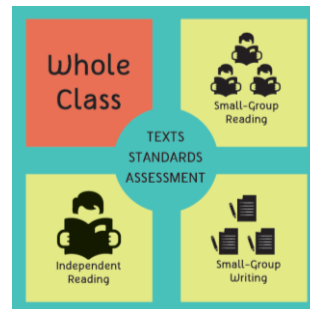 Whole
Class
Small-Group
Reading
TEXTS
STANDARDS
ASSESSMENT
Independent
Reading
Small-Group
Writing